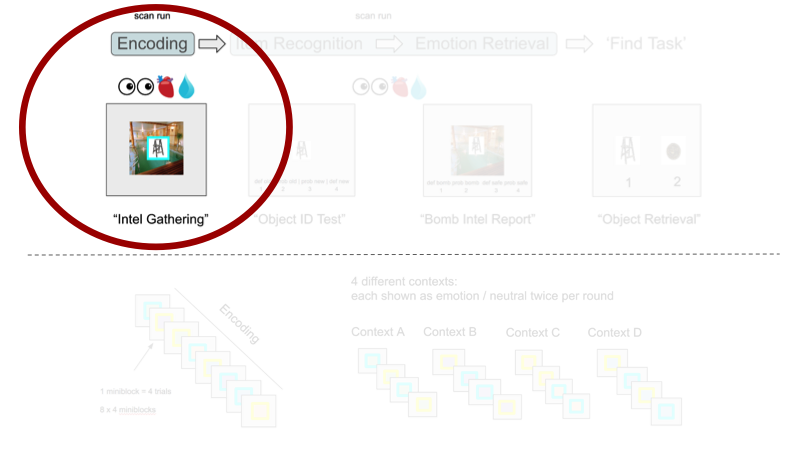 scan run
scan run
Encoding
Item Recognition
Emotion Retrieval
'Find Task'
1
2
"Intel Gathering"
"Object ID Test"
"Bomb Intel Report"
"Object Retrieval"
4 different contexts:
each shown as emotion / neutral twice per round
Encoding
Context A
Context B
Context C
Context D
1 miniblock = 4 trials
8 x 4 miniblocks